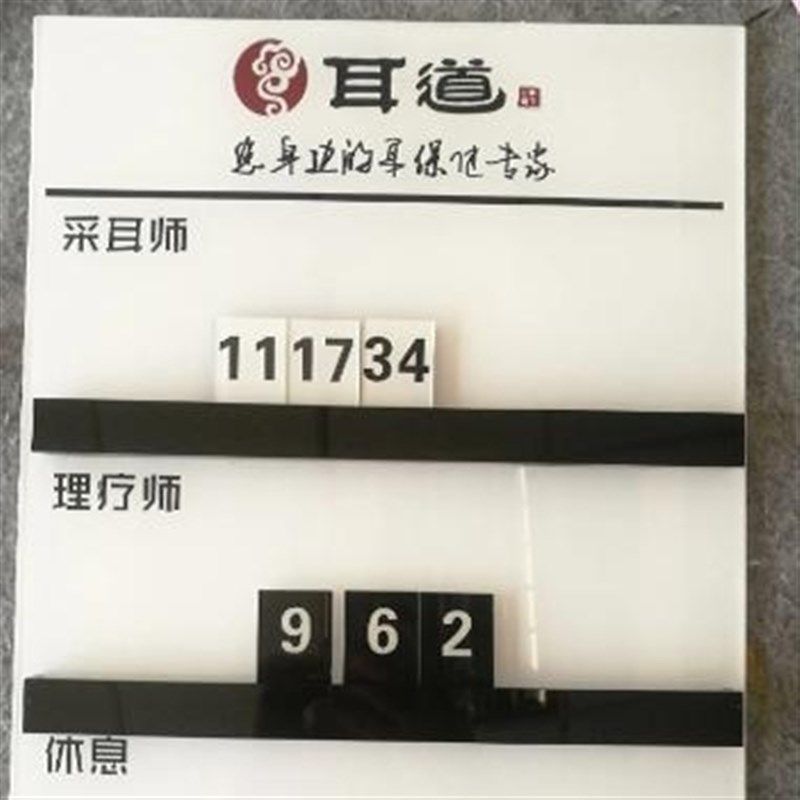 耳道
您身边的耳保健专家
采耳师
11 17 34
理疗师
9 6 2
休息